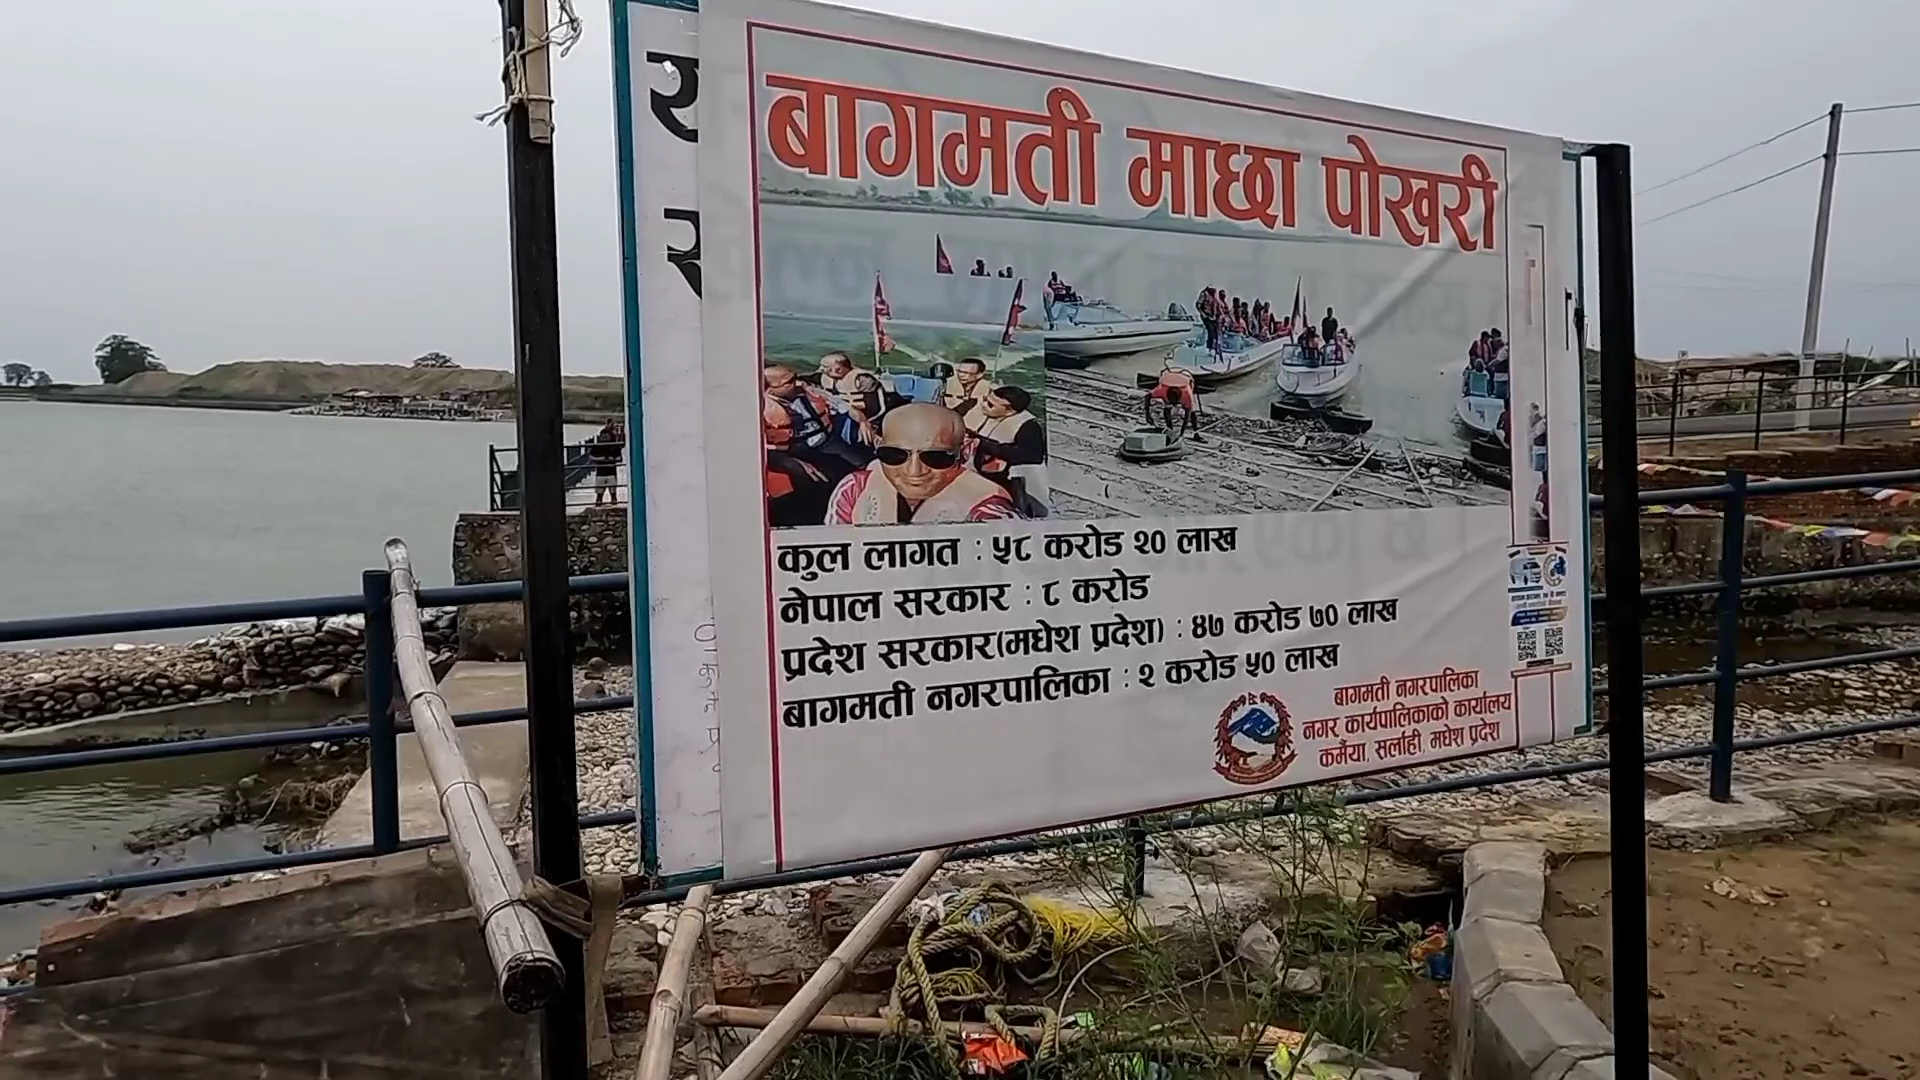 बागमती माछा पोखरी
कुल लागत : ५८ करोड २० लाख
नेपाल सरकार : ८ करोड
प्रदेश सरकार(मधेश प्रदेश) : ४७ करोड ७० लाख
बागमती नगरपालिका : २ करोड ५० लाख
बागमती नगरपालिका
नगर कार्यपालिकाको कार्यालय
कर्मैया, सर्लाही, मधेश प्रदेश